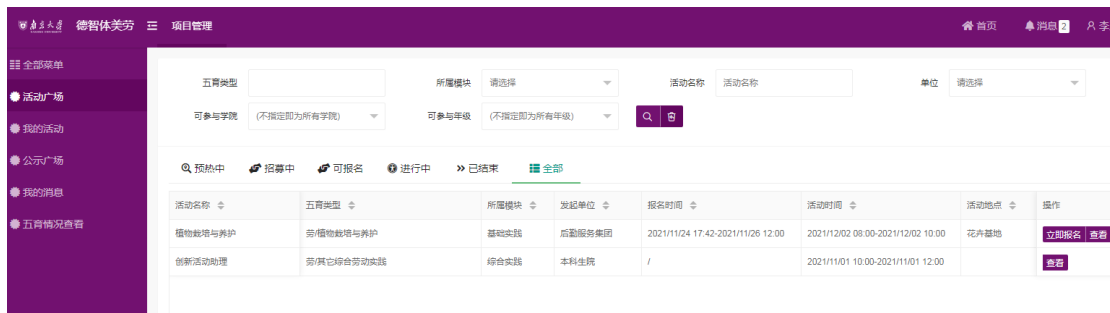 南京大学 德智体美劳 项目管理 首页 消息 2 李
全部菜单
活动广场
我的活动
公示广场
我的消息
五育情况查看
五育类型 所属模块 请选择 活动名称 活动名称 单位 请选择
可参与学院 (不指定即为所有学院) 可参与年级 (不指定即为所有年级)
预热中 招募中 可报名 进行中 已结束 全部
活动名称 五育类型 所属模块 发起单位 报名时间 活动时间 活动地点 操作
植物栽培与养护 劳/植物栽培与养护 基础实践 后勤服务集团 2021/11/24 17:42-2021/11/26 12:00 2021/12/02 08:00-2021/12/02 10:00 花卉基地 立即报名 查看
创新活动助理 劳/其它综合劳动实践 综合实践 本科生院 / 2021/11/01 10:00-2021/11/01 12:00 查看